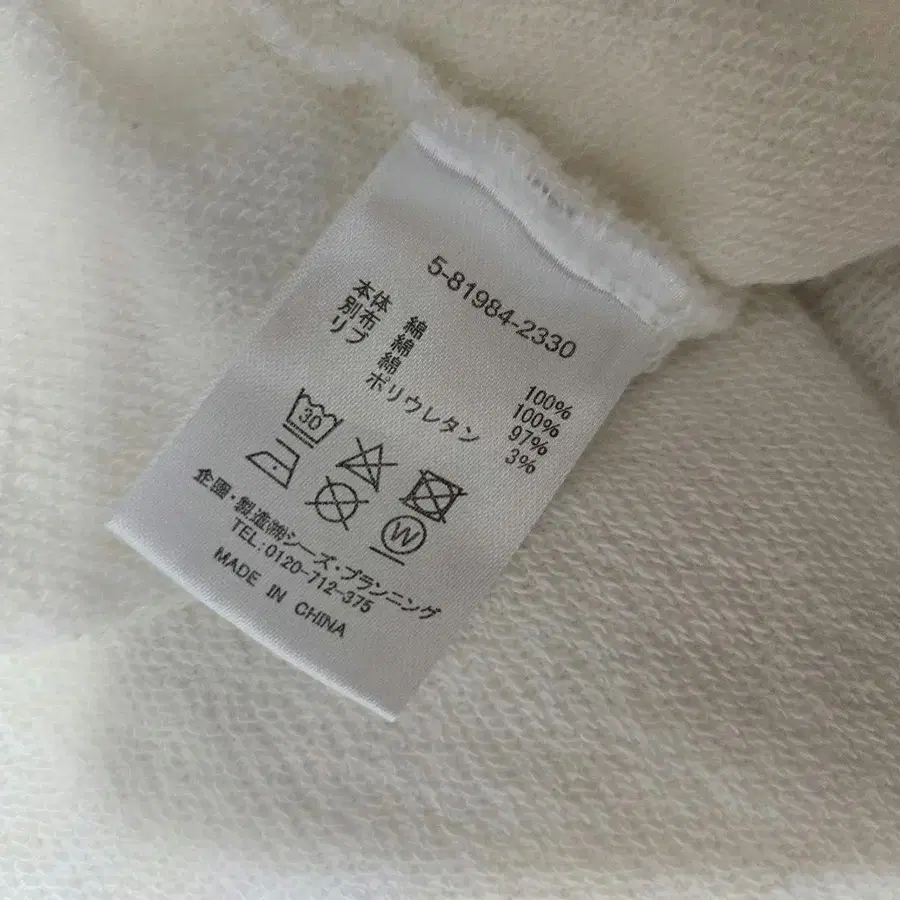 5-81984-2330
本体 綿 100%
別布 綿 100%
リブ 綿 97%
ポリウレタン 3%
30
W
企画・製造㈱シーズ・プランニング
TEL:0120-712-375
MADE IN CHINA